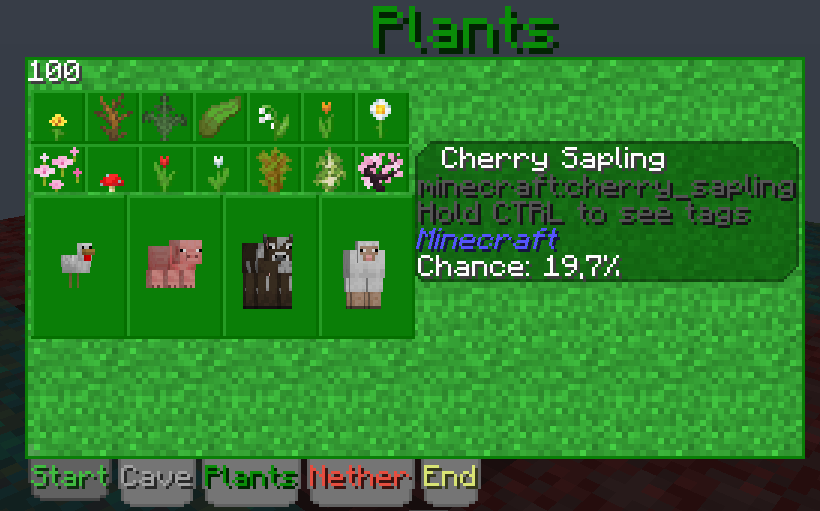 Plants
100
Cherry Sapling
minecraft:cherry_sapling
Hold CTRL to see tags
Minecraft
Chance: 19,7%
Start Cave Plants Nether End